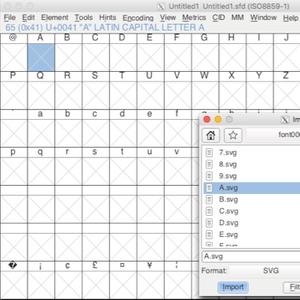 Untitled1 Untitled1.sfd (ISO8859-1)
File Edit Element Tools Hints Encoding View Metrics CID MM Window Help
65 (0x41) U+0041 "A" LATIN CAPITAL LETTER A
@ A B C D E F G H I J
P Q R S T U V W X Y Z
` a b c d e f g h i j
p q r s t u v
¡ ¢ £ ¤ ¥ ¦
7.svg
8.svg
9.svg
A.svg
B.svg
C.svg
D.svg
E.svg
A.svg
Format: SVG
Import